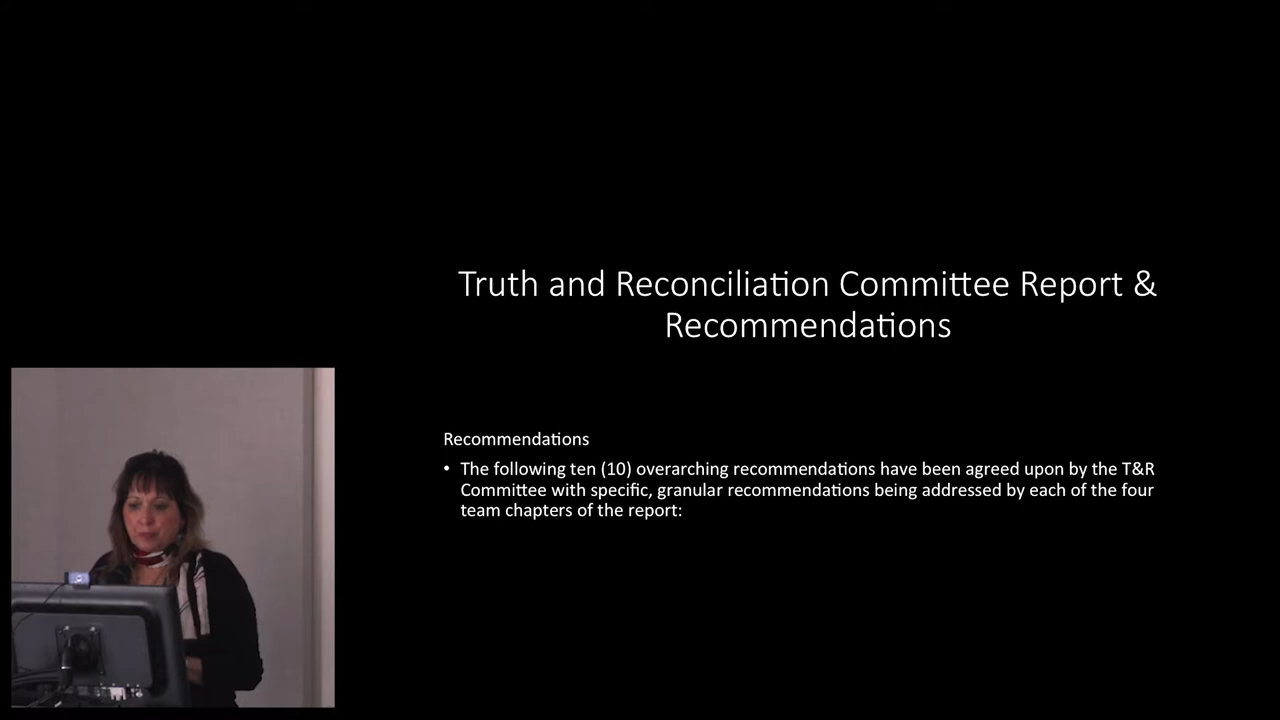 Truth and Reconciliation Committee Report &
Recommendations
Recommendations
• The following ten (10) overarching recommendations have been agreed upon by the T&R
Committee with specific, granular recommendations being addressed by each of the four
team chapters of the report: